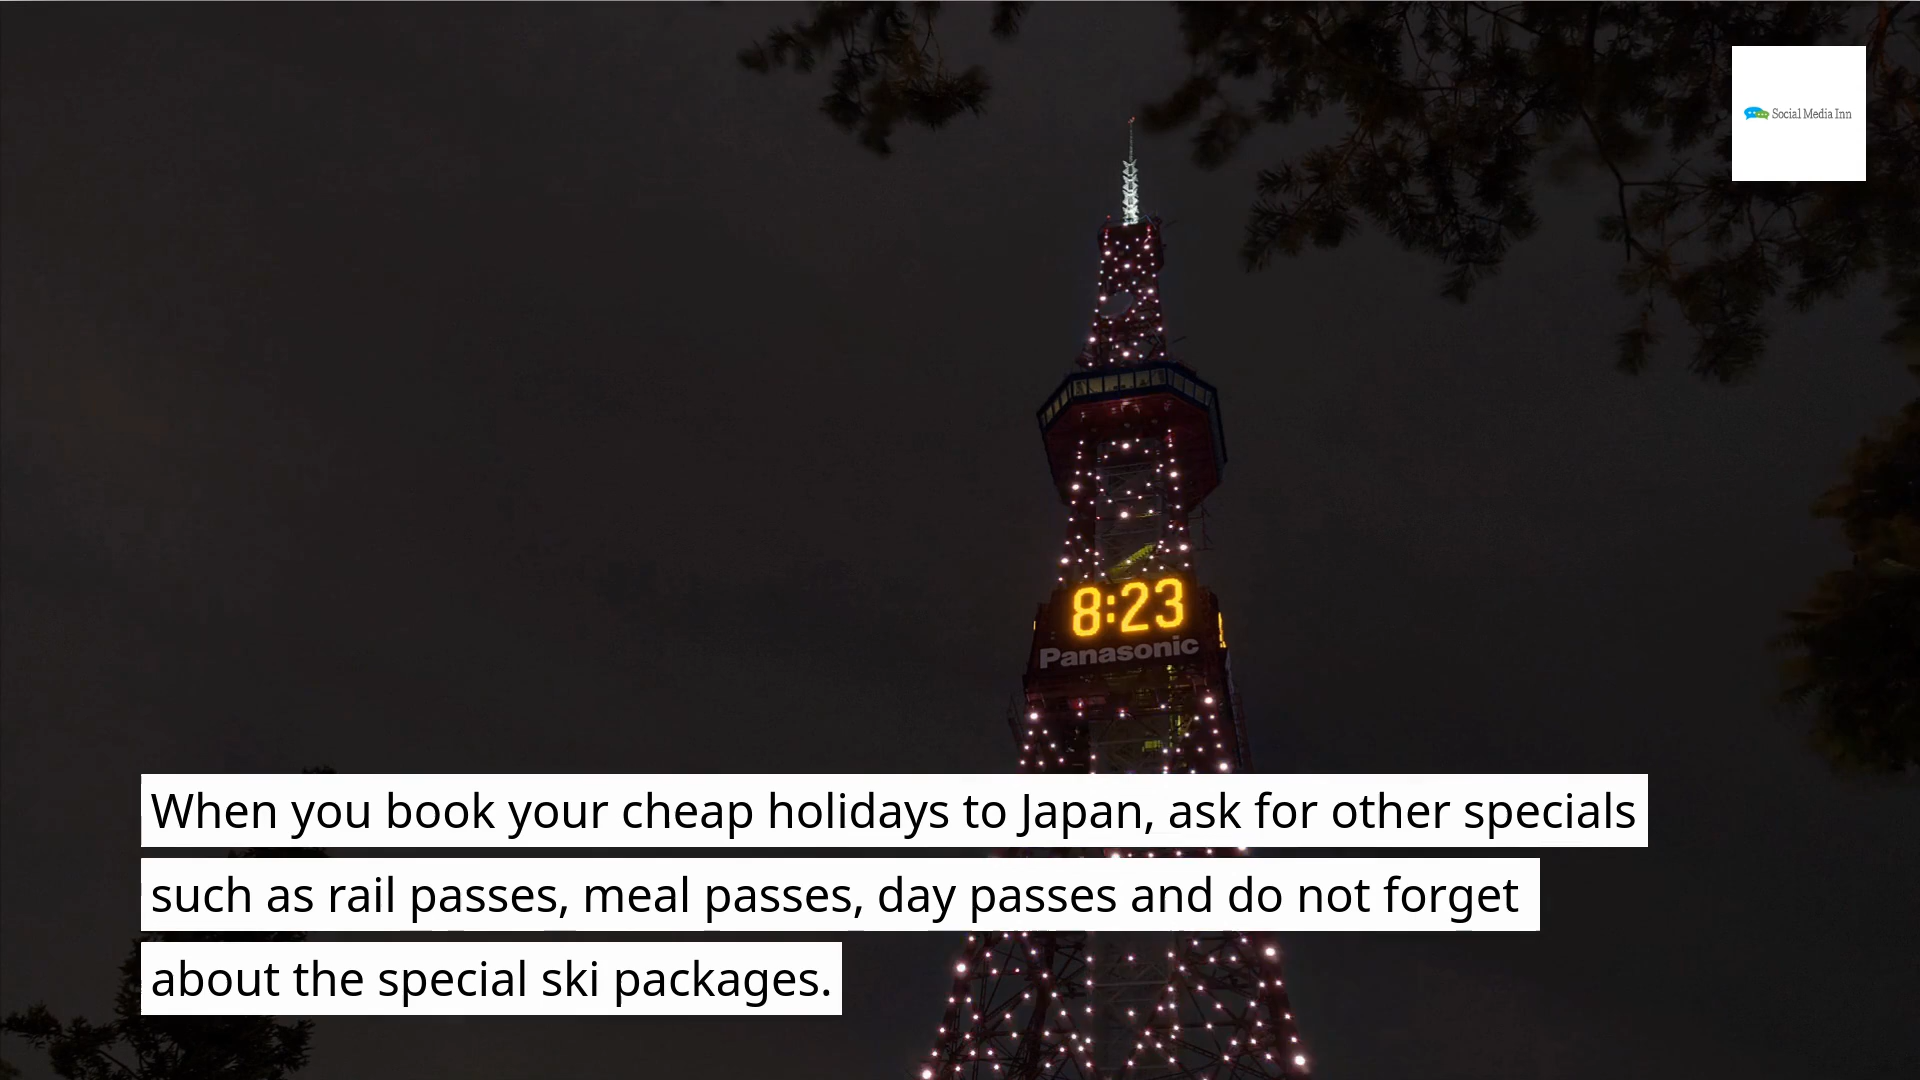 Social Media Inn
8:23
Panasonic
When you book your cheap holidays to Japan, ask for other specials
such as rail passes, meal passes, day passes and do not forget
about the special ski packages.